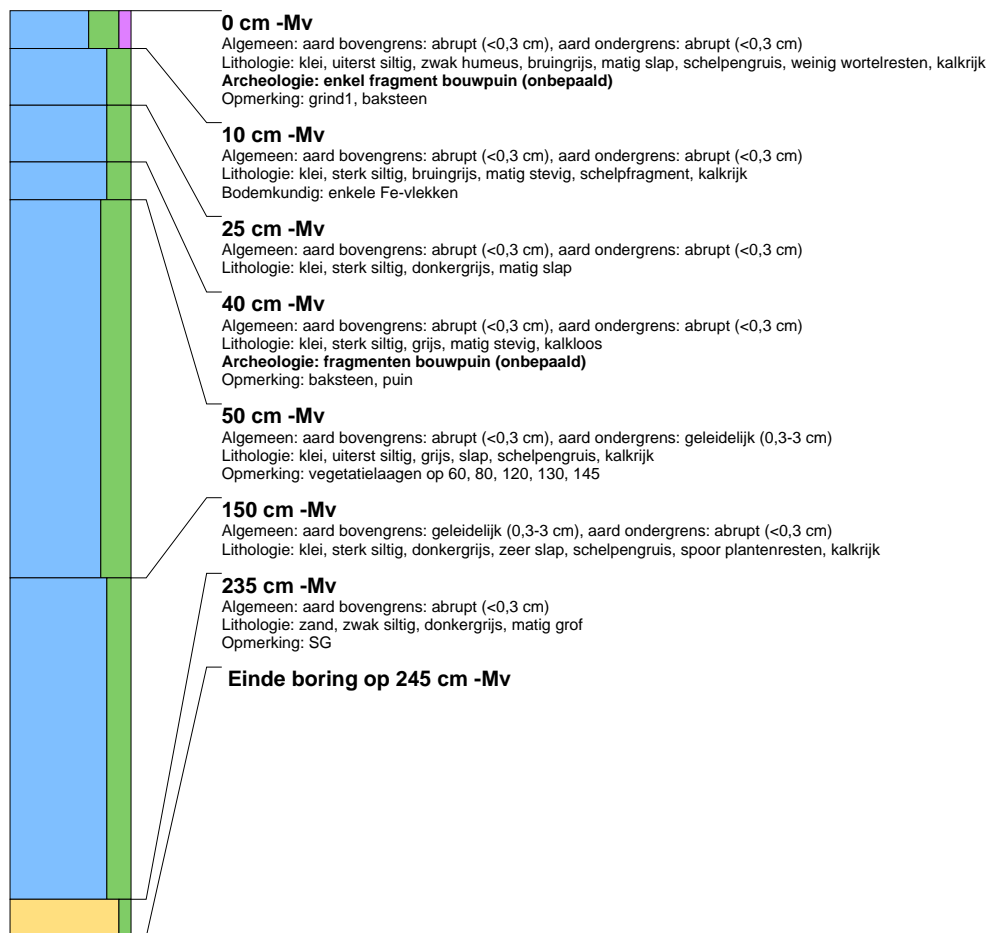 0 cm -Mv
Algemeen: aard bovengrens: abrupt (<0,3 cm), aard ondergrens: abrupt (<0,3 cm)
Lithologie: klei, uiterst siltig, zwak humeus, bruingrijs, matig slap, schelpengruis, weinig wortelresten, kalkrijk
Archeologie: enkel fragment bouwpuin (onbepaald)
Opmerking: grind1, baksteen
10 cm -Mv
Algemeen: aard bovengrens: abrupt (<0,3 cm), aard ondergrens: abrupt (<0,3 cm)
Lithologie: klei, sterk siltig, bruingrijs, matig stevig, schelpfragment, kalkrijk
Bodemkundig: enkele Fe-vlekken
25 cm -Mv
Algemeen: aard bovengrens: abrupt (<0,3 cm), aard ondergrens: abrupt (<0,3 cm)
Lithologie: klei, sterk siltig, donkergrijs, matig slap
40 cm -Mv
Algemeen: aard bovengrens: abrupt (<0,3 cm), aard ondergrens: abrupt (<0,3 cm)
Lithologie: klei, sterk siltig, grijs, matig stevig, kalkloos
Archeologie: fragmenten bouwpuin (onbepaald)
Opmerking: baksteen, puin
50 cm -Mv
Algemeen: aard bovengrens: abrupt (<0,3 cm), aard ondergrens: geleidelijk (0,3-3 cm)
Lithologie: klei, uiterst siltig, grijs, slap, schelpengruis, kalkrijk
Opmerking: vegetatielaagen op 60, 80, 120, 130, 145
150 cm -Mv
Algemeen: aard bovengrens: geleidelijk (0,3-3 cm), aard ondergrens: abrupt (<0,3 cm)
Lithologie: klei, sterk siltig, donkergrijs, zeer slap, schelpengruis, spoor plantenresten, kalkrijk
235 cm -Mv
Algemeen: aard bovengrens: abrupt (<0,3 cm)
Lithologie: zand, zwak siltig, donkergrijs, matig grof
Opmerking: SG
Einde boring op 245 cm -Mv